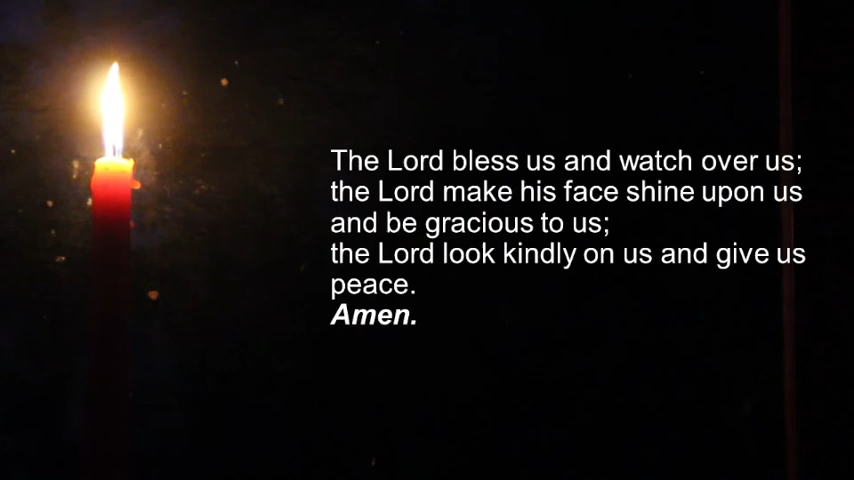 The Lord bless us and watch over us;
the Lord make his face shine upon us
and be gracious to us;
the Lord look kindly on us and give us
peace.
Amen.